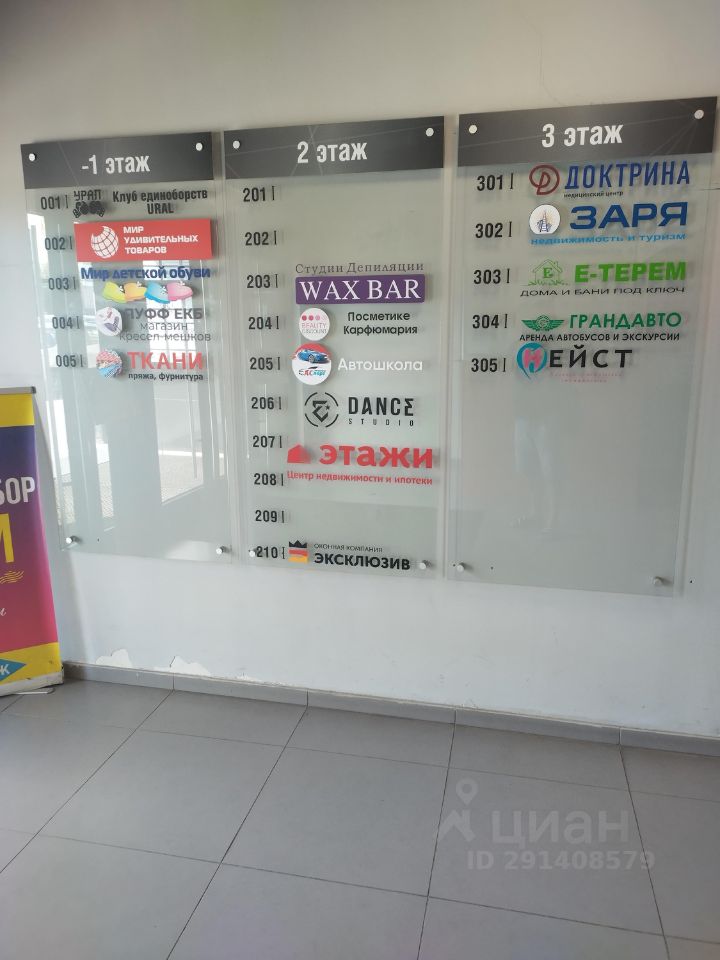 -1 этаж
001
УРАЛ
Клуб единоборств
URAL
002
МИР
УДИВИТЕЛЬНЫХ
ТОВАРОВ
003
Мир детской обуви
004
ПУФФ ЕКБ
магазин
кресел-мешков
005
ТКАНИ
пряжа, фурнитура
2 этаж
201
202
203
Студии Депиляции
WAX BAR
204
BEAUTY
DISCOUNT
Посметике
Карфюмария
205
Автошкола
206
DANCE
STUDIO
207
этажи
208
Центр недвижимости и ипотеки
209
210
ОКОННАЯ КОМПАНИЯ
ЭКСКЛЮЗИВ
3 этаж
301
ДОКТРИНА
медицинский центр
302
ЗАРЯ
недвижимость и туризм
303
Е-ТЕРЕМ
ДОМА И БАНИ ПОД КЛЮЧ
304
ГРАНДАВТО
АРЕНДА АВТОБУСОВ И ЭКСКУРСИИ
305
НЕЙСТ
циан
ID 291408579